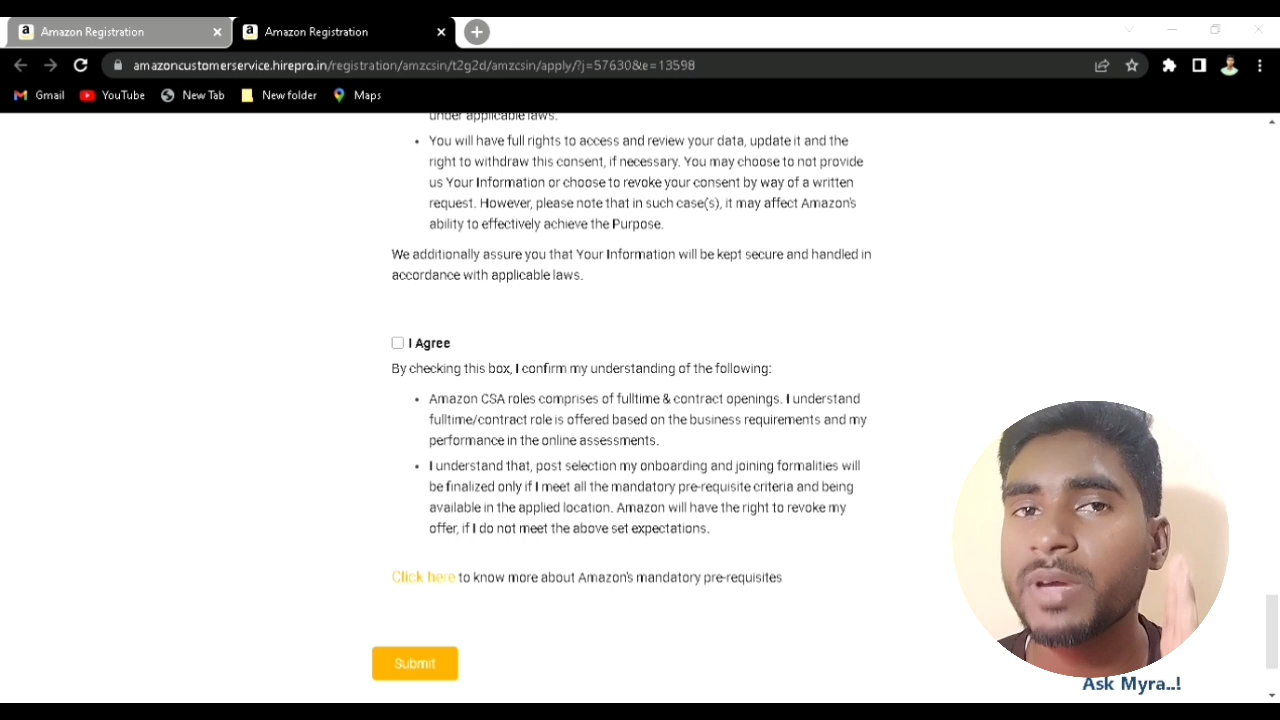 Amazon Registration
Amazon Registration
amazoncustomerservice.hirepro.in/registration/amzcsin/t2g2d/amzcsin/apply/?j=57630&e=13598
Gmail YouTube New Tab New folder Maps
under applicable laws.
• You will have full rights to access and review your data, update it and the
right to withdraw this consent, if necessary. You may choose to not provide
us Your Information or choose to revoke your consent by way of a written
request. However, please note that in such case(s), it may affect Amazon's
ability to effectively achieve the Purpose.
We additionally assure you that Your Information will be kept secure and handled in
accordance with applicable laws.
I Agree
By checking this box, I confirm my understanding of the following:
• Amazon CSA roles comprises of fulltime & contract openings. I understand
fulltime/contract role is offered based on the business requirements and my
performance in the online assessments.
• I understand that, post selection my onboarding and joining formalities will
be finalized only if I meet all the mandatory pre-requisite criteria and being
available in the applied location. Amazon will have the right to revoke my
offer, if I do not meet the above set expectations.
Click here to know more about Amazon's mandatory pre-requisites
Submit
Ask Myra..!